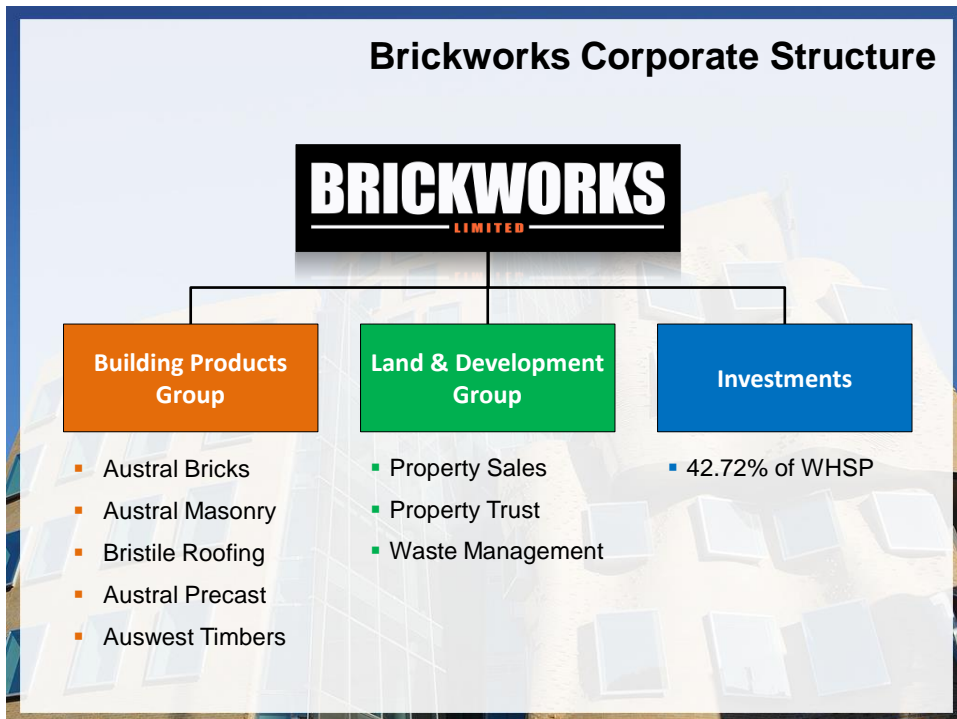 Brickworks Corporate Structure
BRICKWORKS
LIMITED
Building Products
Group
Austral Bricks
Austral Masonry
Bristile Roofing
Austral Precast
Auswest Timbers
Land & Development
Group
Property Sales
Property Trust
Waste Management
Investments
42.72% of WHSP